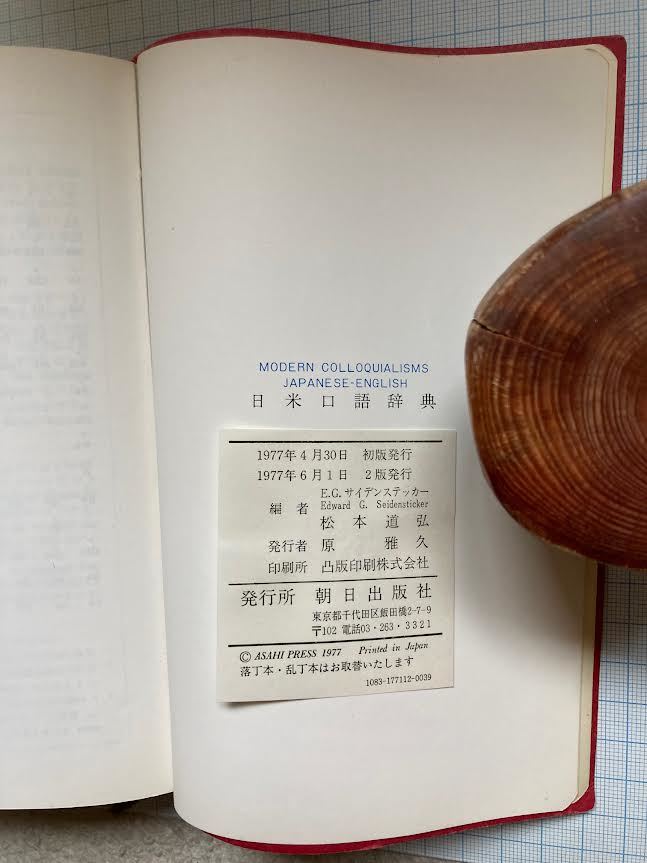 MODERN COLLOQUIALISMS
JAPANESE-ENGLISH
日米口語辞典
1977年4月30日 初版発行
1977年6月1日 2版発行
編者 E.G.サイデンステッカー
Edward G. Seidensticker
松本道弘
発行者 原雅久
印刷所 凸版印刷株式会社
発行所 朝日出版社
東京都千代田区飯田橋2-7-9
〒102 電話03・263・3321
© ASAHI PRESS 1977 Printed in Japan
落丁本・乱丁本はお取替いたします
1083-177112-0039